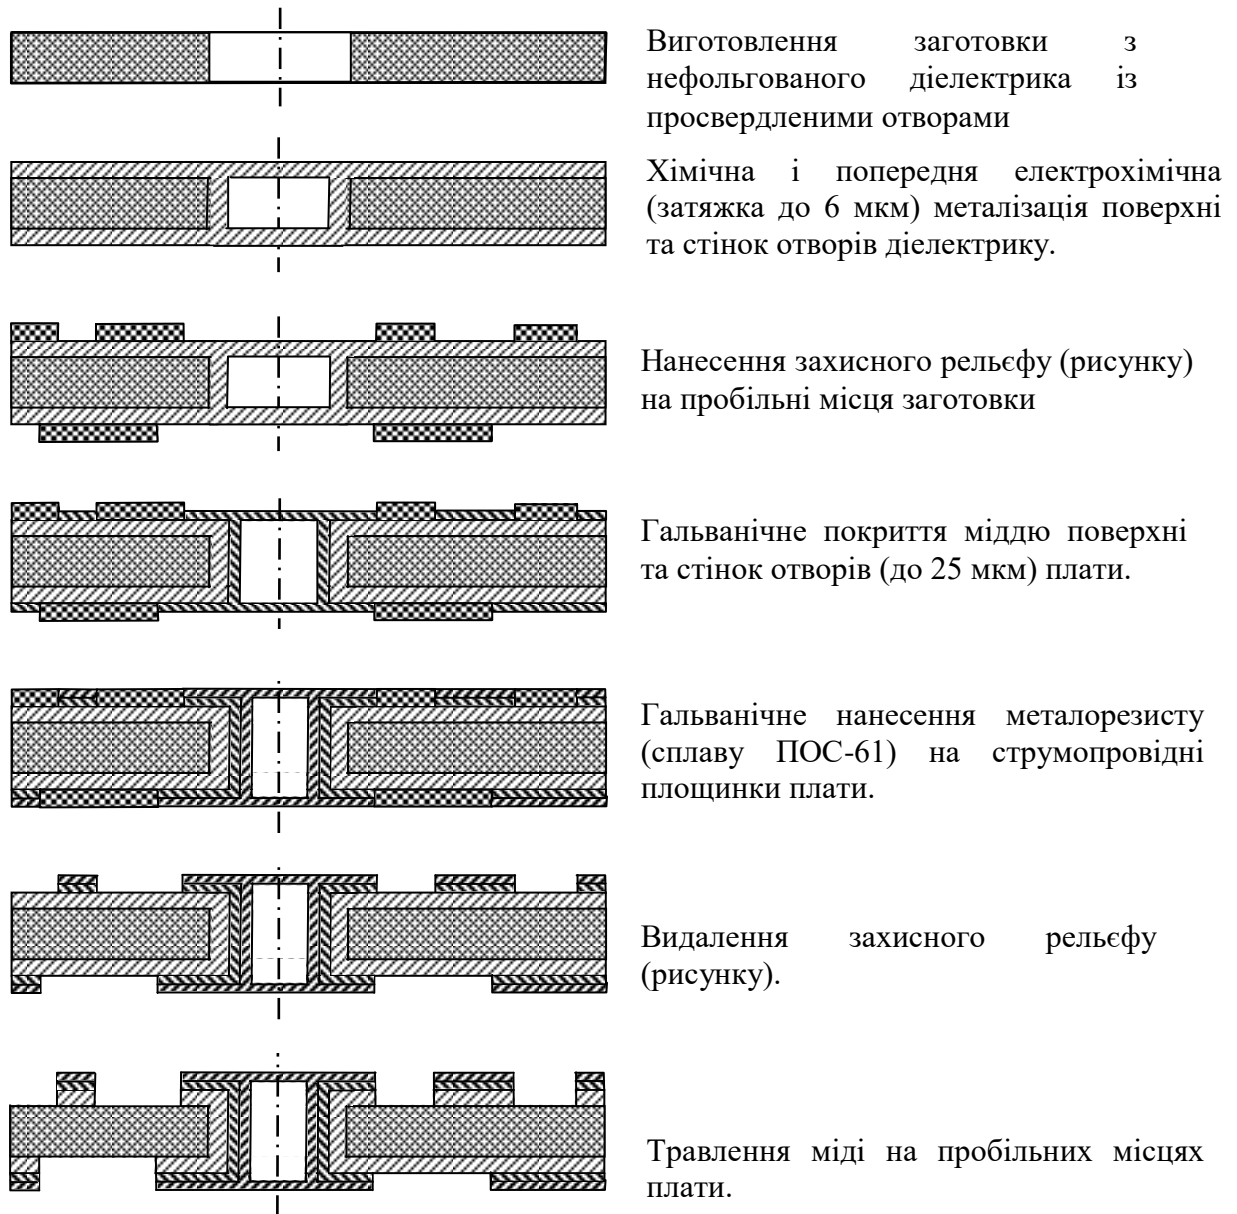 Виготовлення заготовки з
нефольгованого діелектрика із
просвердленими отворами
Хімічна і попередня електрохімічна
(затяжка до 6 мкм) металізація поверхні
та стінок отворів діелектрику.
Нанесення захисного рельєфу (рисунку)
на пробільні місця заготовки
Гальванічне покриття міддю поверхні
та стінок отворів (до 25 мкм) плати.
Гальванічне нанесення металорезисту
(сплаву ПОС-61) на струмопровідні
площинки плати.
Видалення захисного рельєфу
(рисунку).
Травлення міді на пробільних місцях
плати.